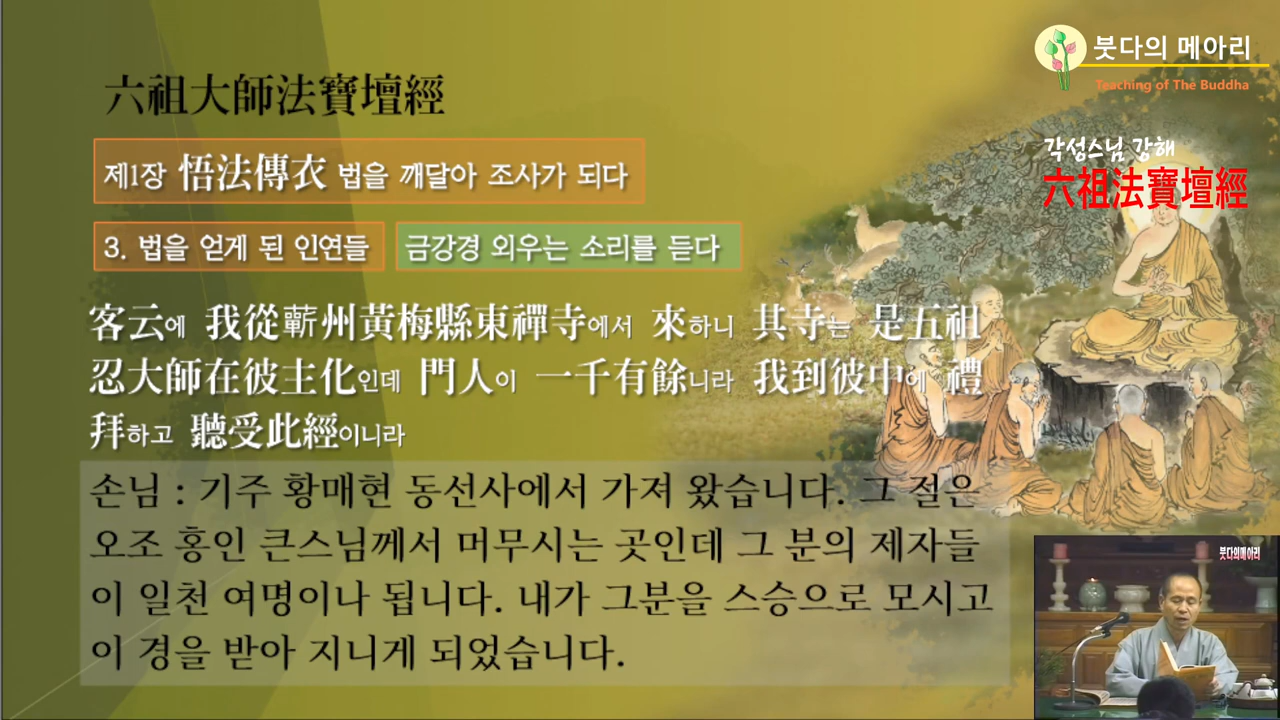 六祖大師法寶壇經
제1장 悟法傳衣 법을 깨달아 조사가 되다
3. 법을 얻게 된 인연들
금강경 외우는 소리를 듣다
客云에 我從蘄州黃梅縣東禪寺에서 來하니 其寺는 是五祖
忍大師在彼主化인데 門人이 一千有餘니라 我到彼中에 禮
拜하고 聽受此經이니라
손님 : 기주 황매현 동선사에서 가져 왔습니다. 그 절은
오조 홍인 큰스님께서 머무시는 곳인데 그 분의 제자들
이 일천 여명이나 됩니다. 내가 그분을 스승으로 모시고
이 경을 받아 지니게 되었습니다.
붓다의 메아리
Teaching of The Buddha
각성스님 강해
六祖法寶壇經
붓다의메아리